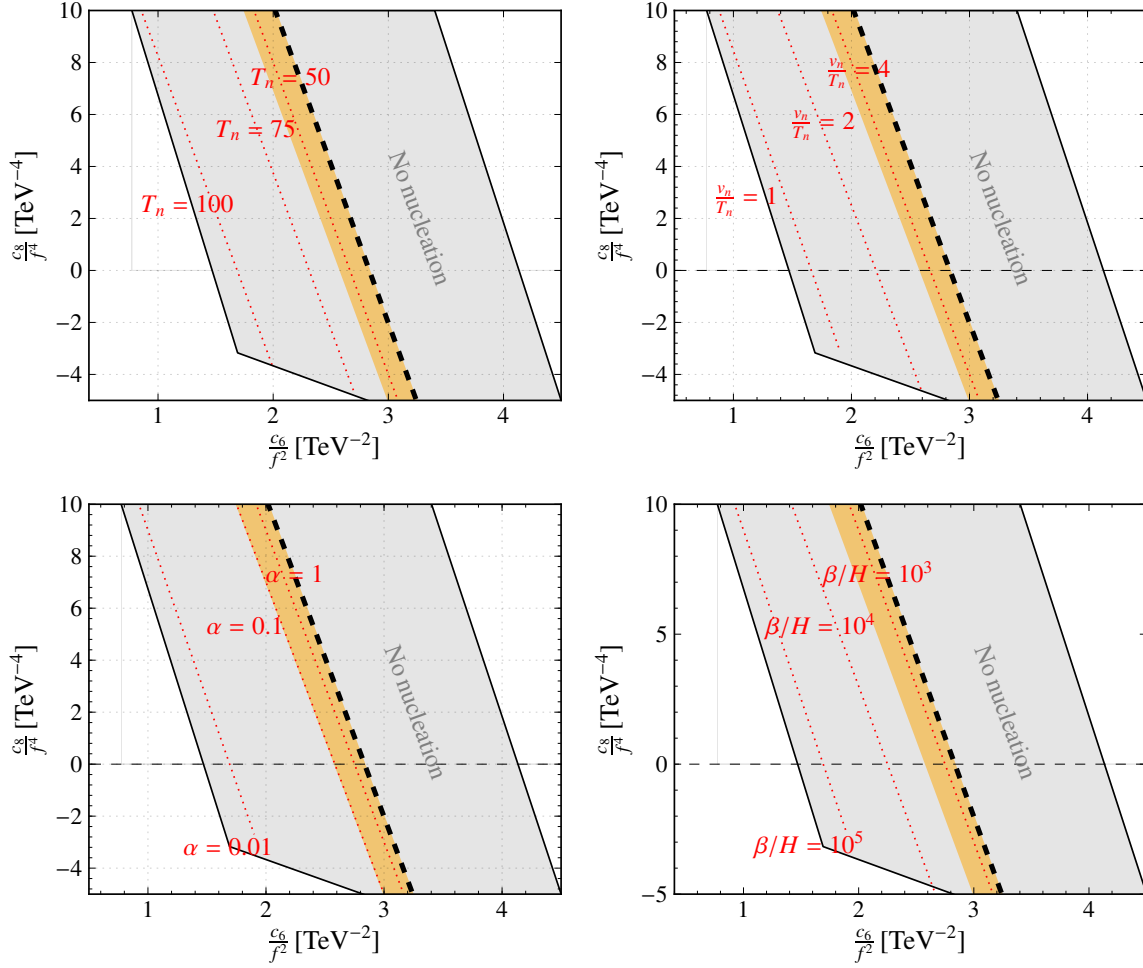 10
8
6
4
2
0
−2
−4
1
2
3
4
c₈/f⁴ [TeV⁻⁴]
c₆/f² [TeV⁻²]
Tₙ = 50
Tₙ = 75
Tₙ = 100
No nucleation
10
8
6
4
2
0
−2
−4
1
2
3
4
c₈/f⁴ [TeV⁻⁴]
c₆/f² [TeV⁻²]
vₙ/Tₙ = 4
vₙ/Tₙ = 2
vₙ/Tₙ = 1
No nucleation
10
8
6
4
2
0
−2
−4
1
2
3
4
c₈/f⁴ [TeV⁻⁴]
c₆/f² [TeV⁻²]
α = 1
α = 0.1
α = 0.01
No nucleation
10
5
0
−5
1
2
3
4
c₈/f⁴ [TeV⁻⁴]
c₆/f² [TeV⁻²]
β/H = 10³
β/H = 10⁴
β/H = 10⁵
No nucleation